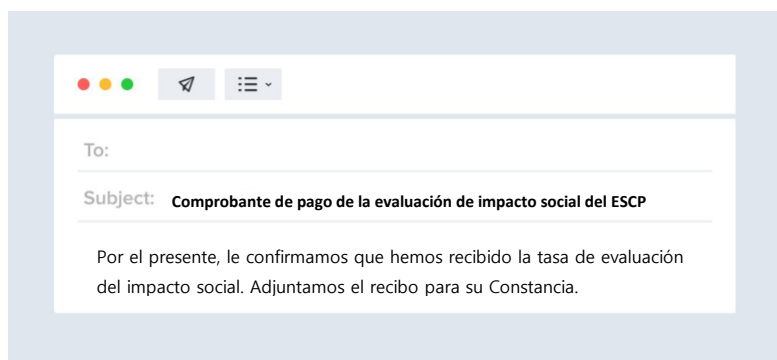 To:
Subject: Comprobante de pago de la evaluación de impacto social del ESCP
Por el presente, le confirmamos que hemos recibido la tasa de evaluación
del impacto social. Adjuntamos el recibo para su Constancia.